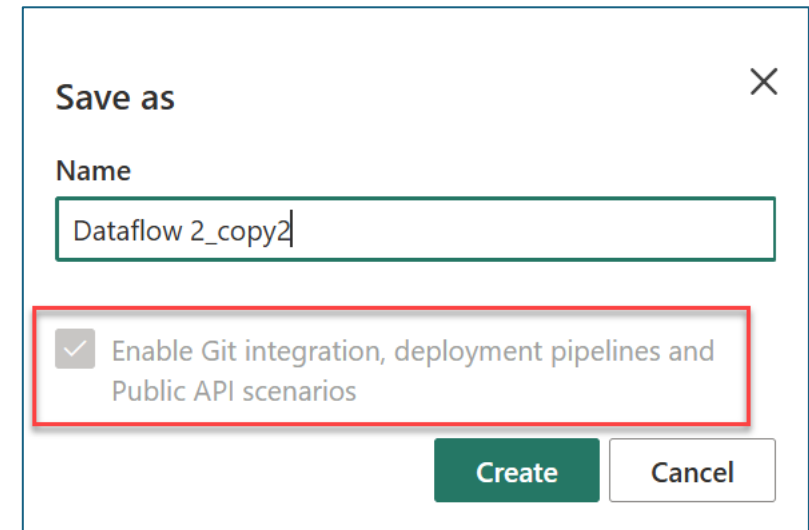 Save as
Name
Dataflow 2_copy2
Enable Git integration, deployment pipelines and
Public API scenarios
Create
Cancel